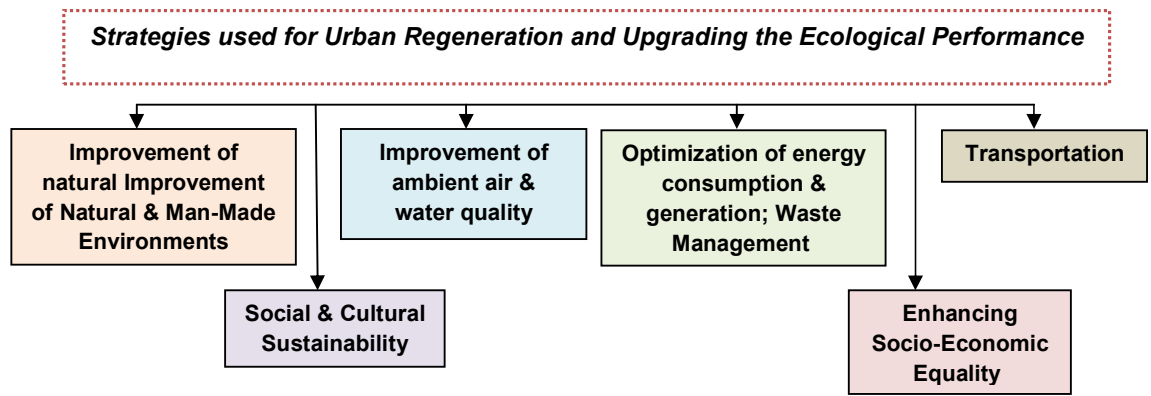 Strategies used for Urban Regeneration and Upgrading the Ecological Performance
Improvement of
natural Improvement
of Natural & Man-Made
Environments
Improvement of
ambient air &
water quality
Optimization of energy
consumption &
generation; Waste
Management
Transportation
Social & Cultural
Sustainability
Enhancing
Socio-Economic
Equality